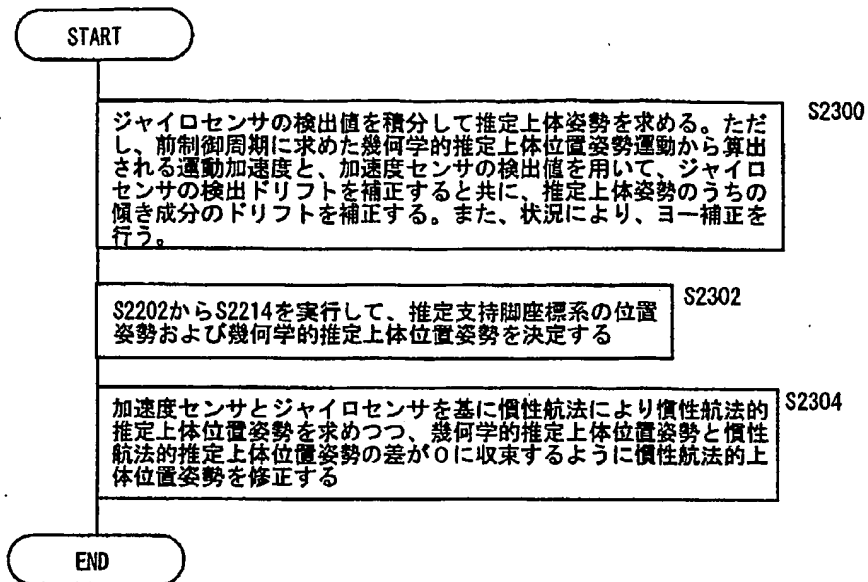 START
S2300
ジャイロセンサの検出値を積分して推定上体姿勢を求める。ただ
し、前制御周期に求めた幾何学的推定上体位置姿勢運動から算出
される運動加速度と、加速度センサの検出値を用いて、ジャイロ
センサの検出ドリフトを補正すると共に、推定上体姿勢のうちの
傾き成分のドリフトを補正する。また、状況により、ヨー補正を
行う。
S2302
S2202からS2214を実行して、推定支持脚座標系の位置
姿勢および幾何学的推定上体位置姿勢を決定する
S2304
加速度センサとジャイロセンサを基に慣性航法により慣性航法的
推定上体位置姿勢を求めつつ、幾何学的推定上体位置姿勢と慣性
航法的推定上体位置姿勢の差が0に収束するように慣性航法的上
体位置姿勢を修正する
END